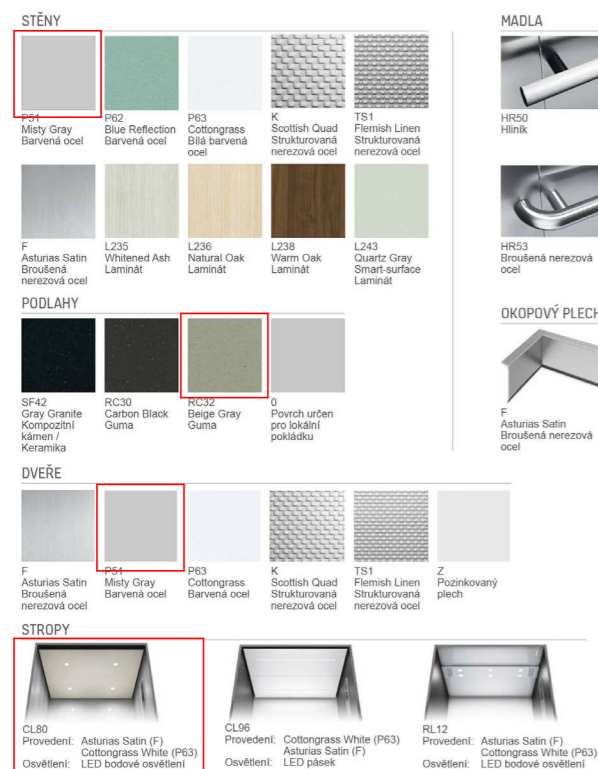 STĚNY
P51
Misty Gray
Barvená ocel
P62
Blue Reflection
Barvená ocel
P63
Cottongrass
Bílá barvená
ocel
K
Scottish Quad
Strukturovaná
nerezová ocel
TS1
Flemish Linen
Strukturovaná
nerezová ocel
F
Asturias Satin
Broušená
nerezová ocel
L235
Whitened Ash
Laminát
L236
Natural Oak
Laminát
L238
Warm Oak
Laminát
L243
Quartz Gray
Smart-surface
Laminát
PODLAHY
SF42
Gray Granite
Kompozitní
kámen /
Keramika
RC30
Carbon Black
Guma
RC32
Beige Gray
Guma
0
Povrch určen
pro lokální
pokládku
DVEŘE
F
Asturias Satin
Broušená
nerezová ocel
P51
Misty Gray
Barvená ocel
P63
Cottongrass
Barvená ocel
K
Scottish Quad
Strukturovaná
nerezová ocel
TS1
Flemish Linen
Strukturovaná
nerezová ocel
Z
Pozinkovaný
plech
STROPY
CL80
Provedení: Asturias Satin (F)
Cottongrass White (P63)
Osvětlení: LED bodové osvětlení
CL96
Provedení: Cottongrass White (P63)
Asturias Satin (F)
Osvětlení: LED pásek
RL12
Provedení: Asturias Satin (F)
Cottongrass White (P63)
Osvětlení: LED bodové osvětlení
MADLA
HR50
Hliník
HR53
Broušená nerezová
ocel
OKOPOVÝ PLECH
F
Asturias Satin
Broušená nerezová
ocel